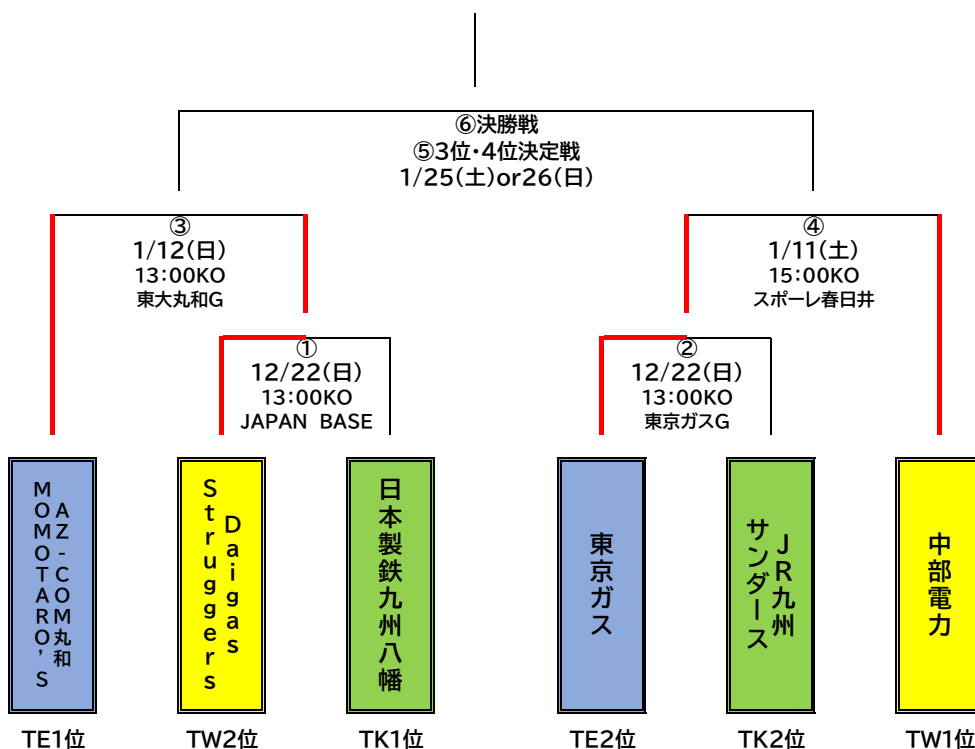 ⑥決勝戦
⑤3位・4位決定戦
1/25(土)or26(日)
③
1/12(日)
13:00KO
東大丸和G
④
1/11(土)
15:00KO
スポーレ春日井
①
12/22(日)
13:00KO
JAPAN BASE
②
12/22(日)
13:00KO
東京ガスG
AZ-COM丸和
MOMOTARO'S
Daigas
Struggers
日本製鉄九州八幡
東京ガス
JR九州
サンダース
中部電力
TE1位
TW2位
TK1位
TE2位
TK2位
TW1位